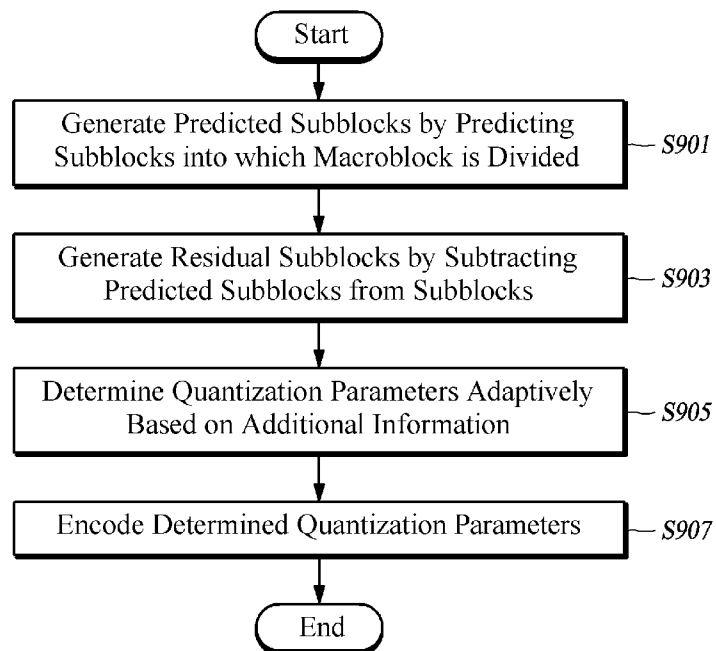 Start
Generate Predicted Subblocks by Predicting
Subblocks into which Macroblock is Divided
S901
Generate Residual Subblocks by Subtracting
Predicted Subblocks from Subblocks
S903
Determine Quantization Parameters Adaptively
Based on Additional Information
S905
Encode Determined Quantization Parameters
S907
End